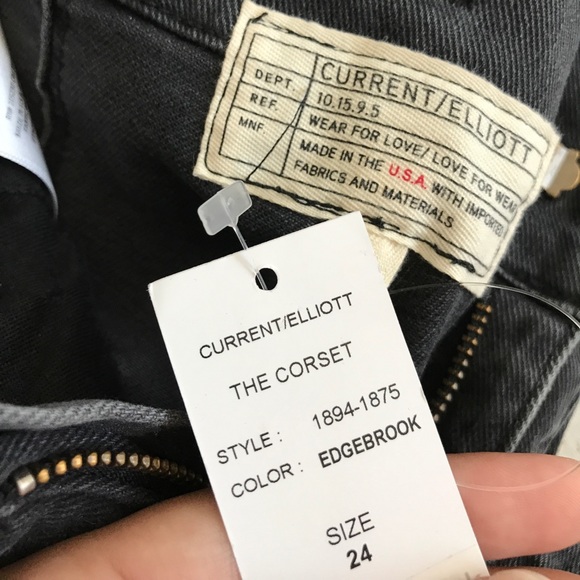 DEPT. CURRENT/ELLIOTT
REF. 10.15.9.5
MNF. WEAR FOR LOVE/ LOVE FOR WEAR
MADE IN THE U.S.A. WITH IMPORTED
FABRICS AND MATERIALS
CURRENT/ELLIOTT
THE CORSET
STYLE : 1894-1875
COLOR : EDGEBROOK
SIZE
24